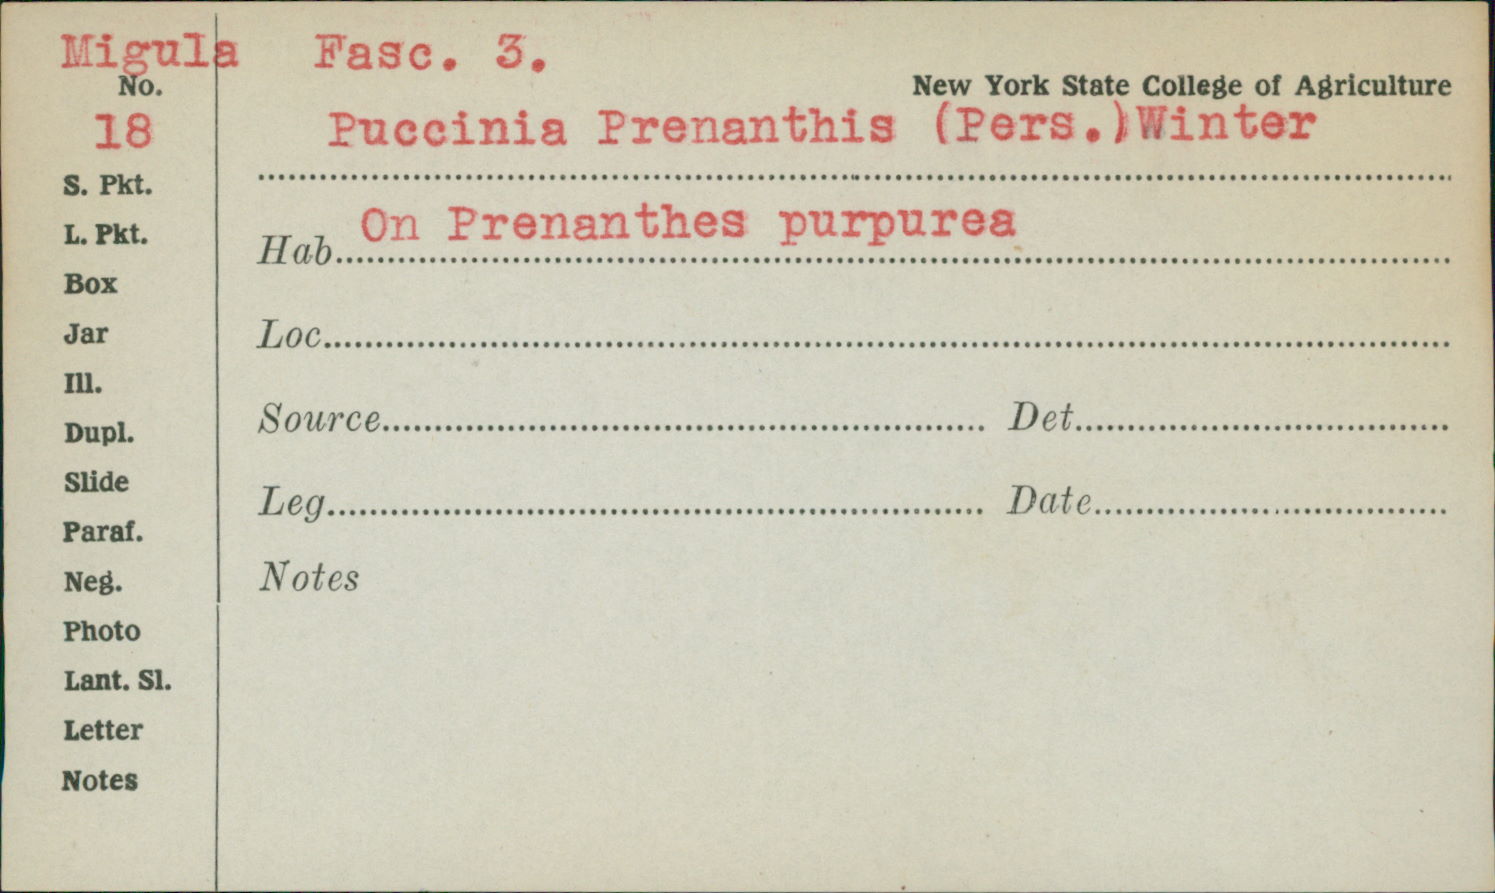 Migula Fasc. 3.
No.
New York State College of Agriculture
18
Puccinia Prenanthis (Pers.)Winter
S. Pkt.
On Prenanthes purpurea
L. Pkt.
Hab.
Box
Jar
Loc.
Ill.
Source Det.
Dupl.
Slide
Leg. Date
Paraf.
Neg.
Notes
Photo
Lant. Sl.
Letter
Notes